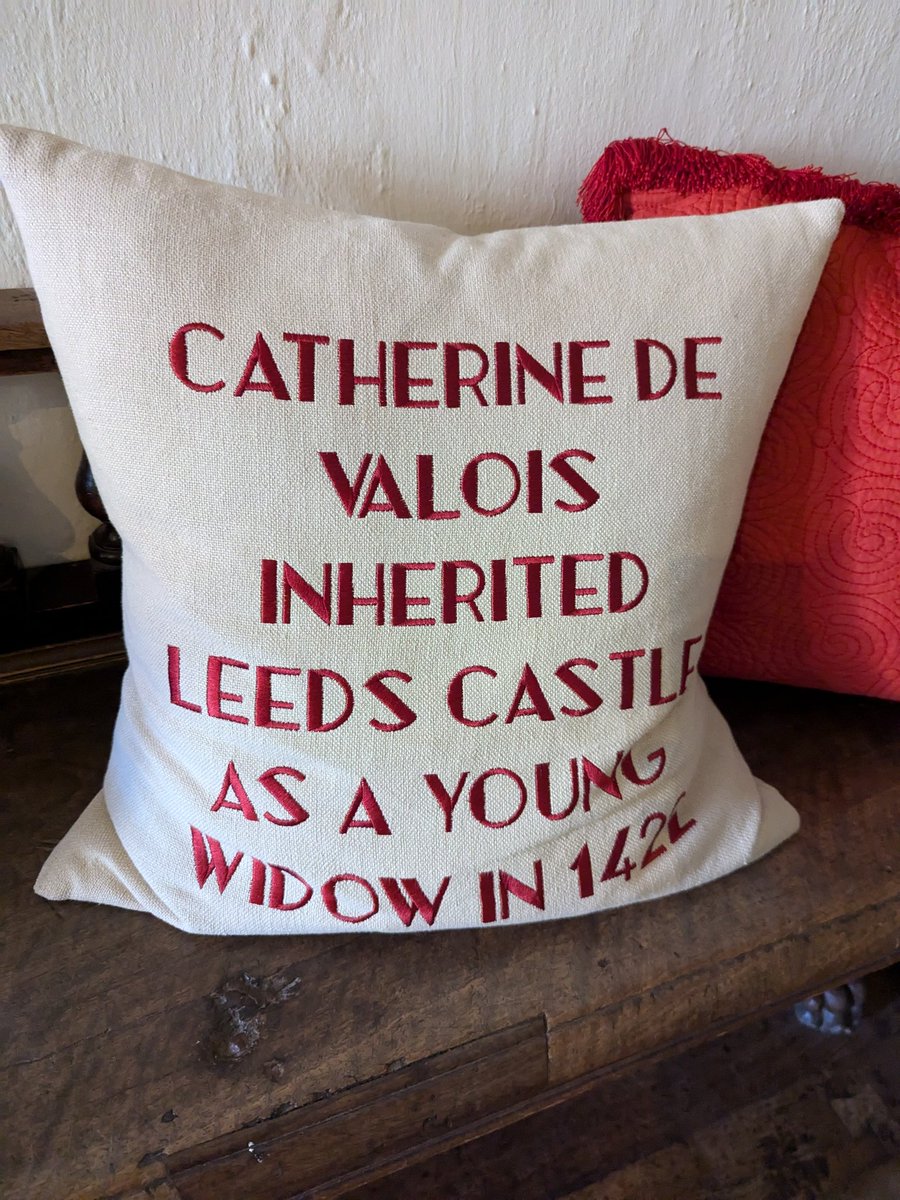 CATHERINE DE
VALOIS
INHERITED
LEEDS CASTLE
AS A YOUNG
WIDOW IN